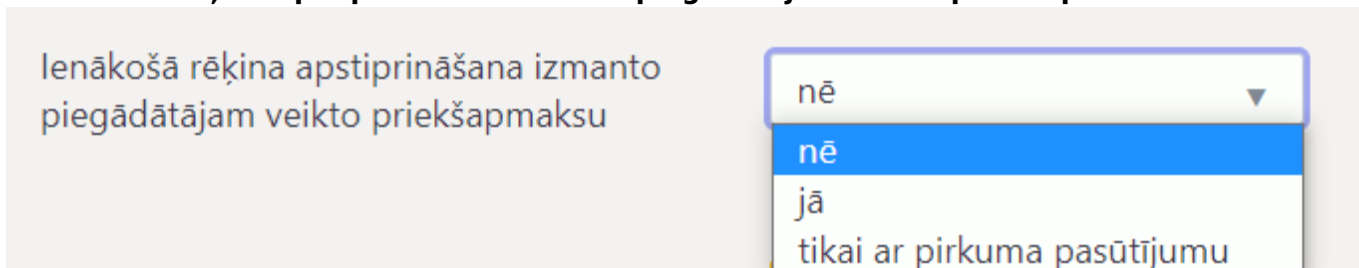 Ienākošā rēķina apstiprināšana izmanto
piegādātājam veikto priekšapmaksu
nē
nē
jā
tikai ar pirkuma pasūtījumu